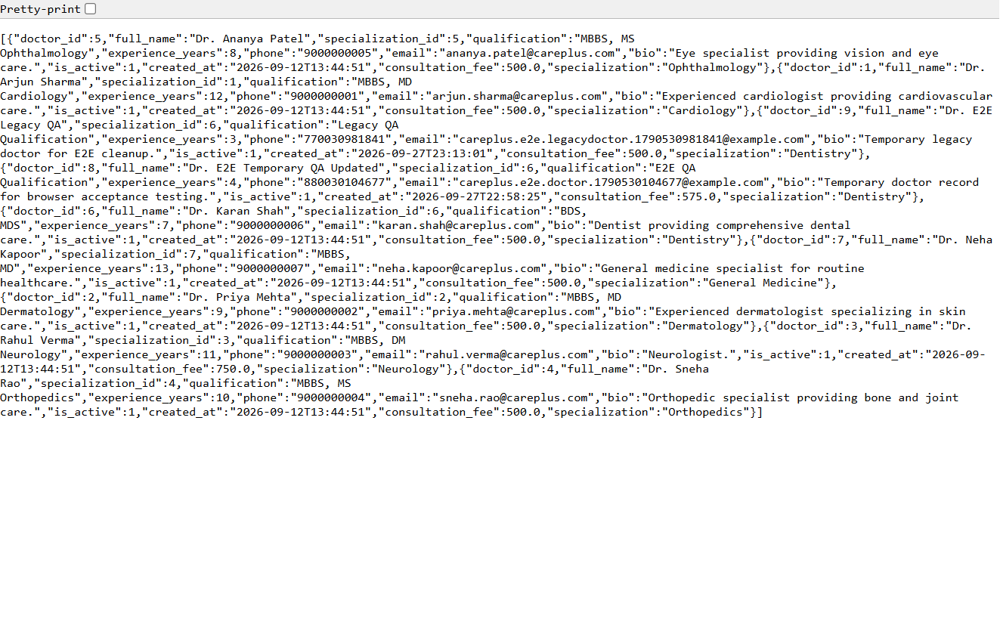 Pretty-print
[{"doctor_id":5,"full_name":"Dr. Ananya Patel","specialization_id":5,"qualification":"MBBS, MS
Ophthalmology","experience_years":8,"phone":"9000000005","email":"ananya.patel@careplus.com","bio":"Eye specialist providing vision and eye
care.","is_active":1,"created_at":"2026-09-12T13:44:51","consultation_fee":500.0,"specialization":"Ophthalmology"},{"doctor_id":1,"full_name":"Dr.
Arjun Sharma","specialization_id":1,"qualification":"MBBS, MD
Cardiology","experience_years":12,"phone":"9000000001","email":"arjun.sharma@careplus.com","bio":"Experienced cardiologist providing cardiovascular
care.","is_active":1,"created_at":"2026-09-12T13:44:51","consultation_fee":500.0,"specialization":"Cardiology"},{"doctor_id":9,"full_name":"Dr. E2E
Legacy QA","specialization_id":6,"qualification":"Legacy QA
Qualification","experience_years":3,"phone":"770030981841","email":"careplus.e2e.legacydoctor.1790530981841@example.com","bio":"Temporary legacy
doctor for E2E cleanup.","is_active":1,"created_at":"2026-09-27T23:13:01","consultation_fee":500.0,"specialization":"Dentistry"},
{"doctor_id":8,"full_name":"Dr. E2E Temporary QA Updated","specialization_id":6,"qualification":"E2E QA
Qualification","experience_years":4,"phone":"880030104677","email":"careplus.e2e.doctor.1790530104677@example.com","bio":"Temporary doctor record
for browser acceptance testing.","is_active":1,"created_at":"2026-09-27T22:58:25","consultation_fee":575.0,"specialization":"Dentistry"},
{"doctor_id":6,"full_name":"Dr. Karan Shah","specialization_id":6,"qualification":"BDS,
MDS","experience_years":7,"phone":"9000000006","email":"karan.shah@careplus.com","bio":"Dentist providing comprehensive dental
care.","is_active":1,"created_at":"2026-09-12T13:44:51","consultation_fee":500.0,"specialization":"Dentistry"},{"doctor_id":7,"full_name":"Dr. Neha
Kapoor","specialization_id":7,"qualification":"MBBS,
MD","experience_years":13,"phone":"9000000007","email":"neha.kapoor@careplus.com","bio":"General medicine specialist for routine
healthcare.","is_active":1,"created_at":"2026-09-12T13:44:51","consultation_fee":500.0,"specialization":"General Medicine"},
{"doctor_id":2,"full_name":"Dr. Priya Mehta","specialization_id":2,"qualification":"MBBS, MD
Dermatology","experience_years":9,"phone":"9000000002","email":"priya.mehta@careplus.com","bio":"Experienced dermatologist specializing in skin
care.","is_active":1,"created_at":"2026-09-12T13:44:51","consultation_fee":500.0,"specialization":"Dermatology"},{"doctor_id":3,"full_name":"Dr.
Rahul Verma","specialization_id":3,"qualification":"MBBS, DM
Neurology","experience_years":11,"phone":"9000000003","email":"rahul.verma@careplus.com","bio":"Neurologist.","is_active":1,"created_at":"2026-09-
12T13:44:51","consultation_fee":750.0,"specialization":"Neurology"},{"doctor_id":4,"full_name":"Dr. Sneha
Rao","specialization_id":4,"qualification":"MBBS, MS
Orthopedics","experience_years":10,"phone":"9000000004","email":"sneha.rao@careplus.com","bio":"Orthopedic specialist providing bone and joint
care.","is_active":1,"created_at":"2026-09-12T13:44:51","consultation_fee":500.0,"specialization":"Orthopedics"}]